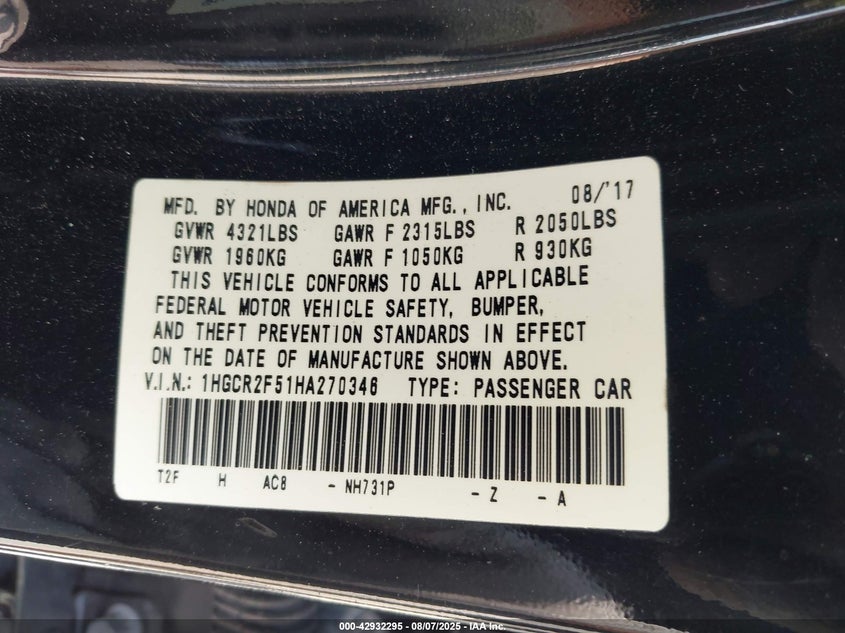 MFD. BY HONDA OF AMERICA MFG., INC. 08/'17
GVWR 4321LBS GAWR F 2315LBS R 2050LBS
GVWR 1960KG GAWR F 1050KG R 930KG
THIS VEHICLE CONFORMS TO ALL APPLICABLE
FEDERAL MOTOR VEHICLE SAFETY, BUMPER,
AND THEFT PREVENTION STANDARDS IN EFFECT
ON THE DATE OF MANUFACTURE SHOWN ABOVE.
V.I.N.: 1HGCR2F51HA270346 TYPE: PASSENGER CAR
T2F H AC8 - NH731P - Z - A
000-42932295 - 08/07/2025 - IAA Inc.